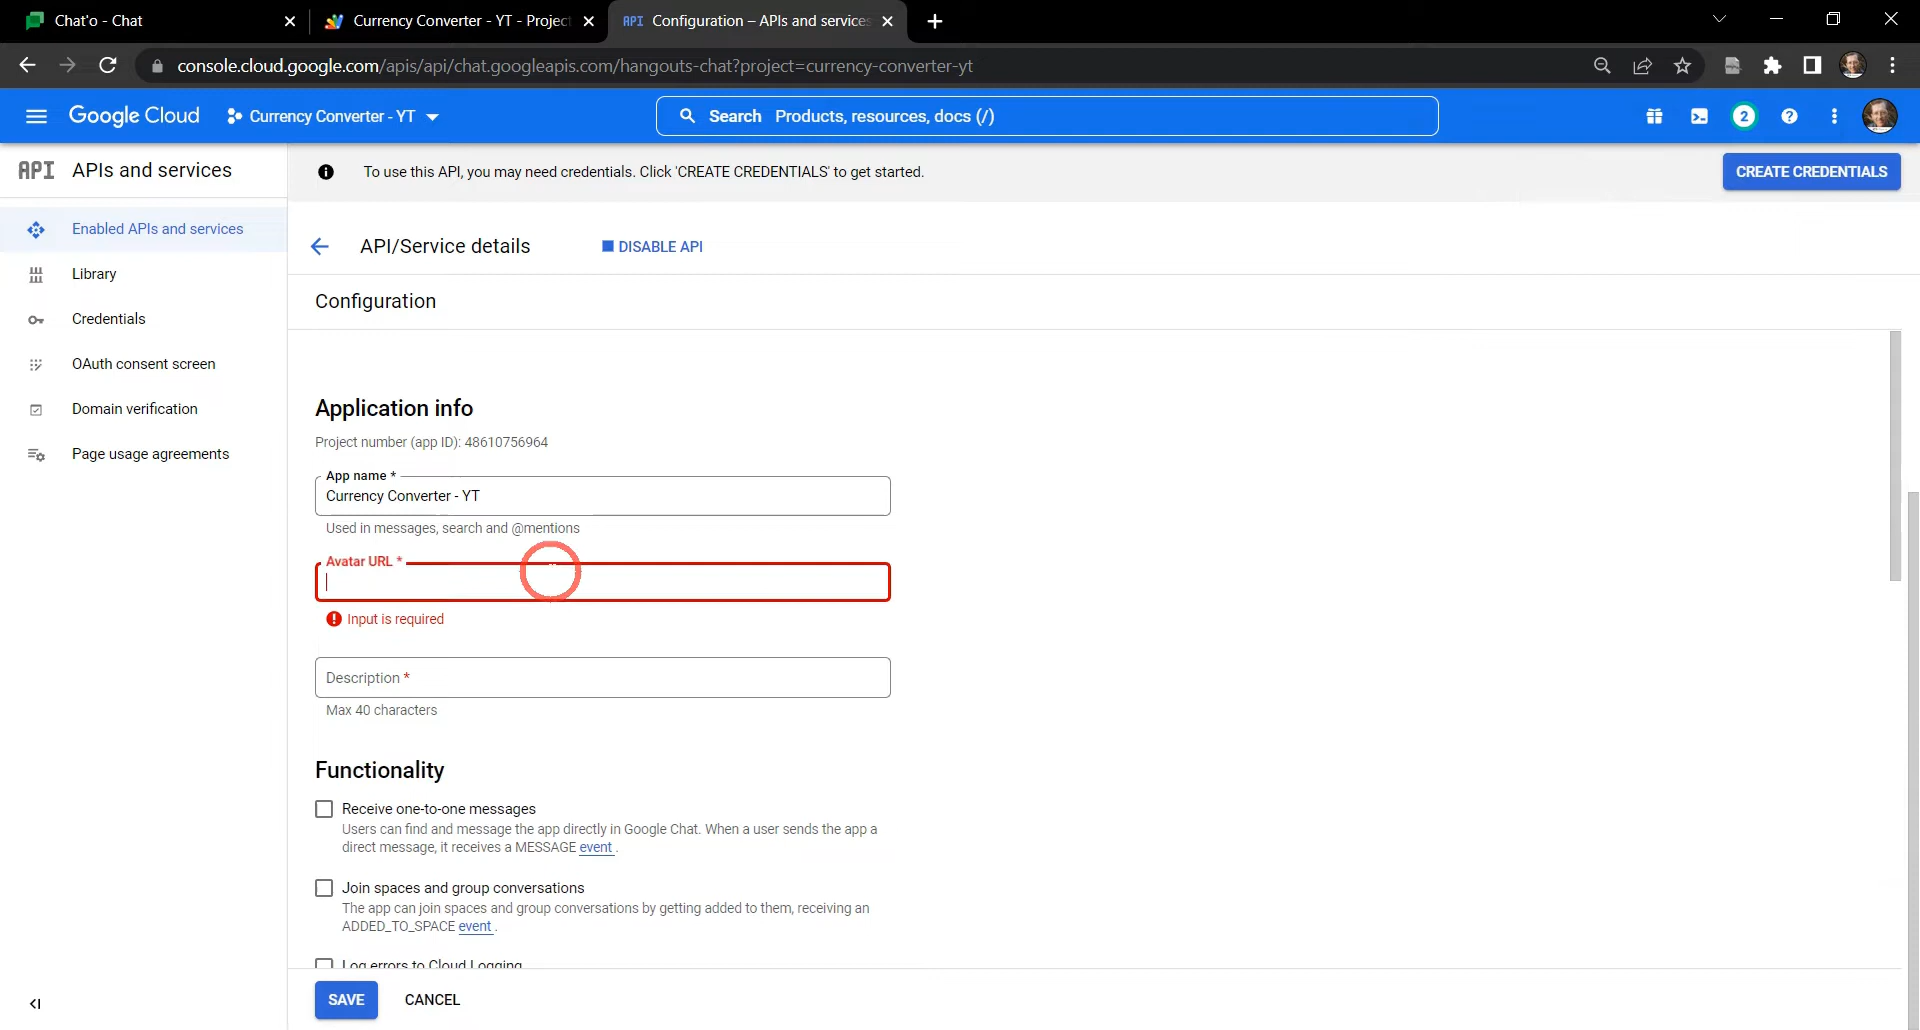 Chat'o - Chat
Currency Converter - YT - Project
API Configuration – APIs and services
console.cloud.google.com/apis/api/chat.googleapis.com/hangouts-chat?project=currency-converter-yt
Google Cloud
Currency Converter - YT
Search Products, resources, docs (/)
2
API APIs and services
To use this API, you may need credentials. Click 'CREATE CREDENTIALS' to get started.
CREATE CREDENTIALS
Enabled APIs and services
Library
Credentials
OAuth consent screen
Domain verification
Page usage agreements
API/Service details
DISABLE API
Configuration
Application info
Project number (app ID): 48610756964
App name *
Currency Converter - YT
Used in messages, search and @mentions
Avatar URL *
Input is required
Description *
Max 40 characters
Functionality
Receive one-to-one messages
Users can find and message the app directly in Google Chat. When a user sends the app a
direct message, it receives a MESSAGE event .
Join spaces and group conversations
The app can join spaces and group conversations by getting added to them, receiving an
ADDED_TO_SPACE event .
Log errors to Cloud Logging
SAVE
CANCEL